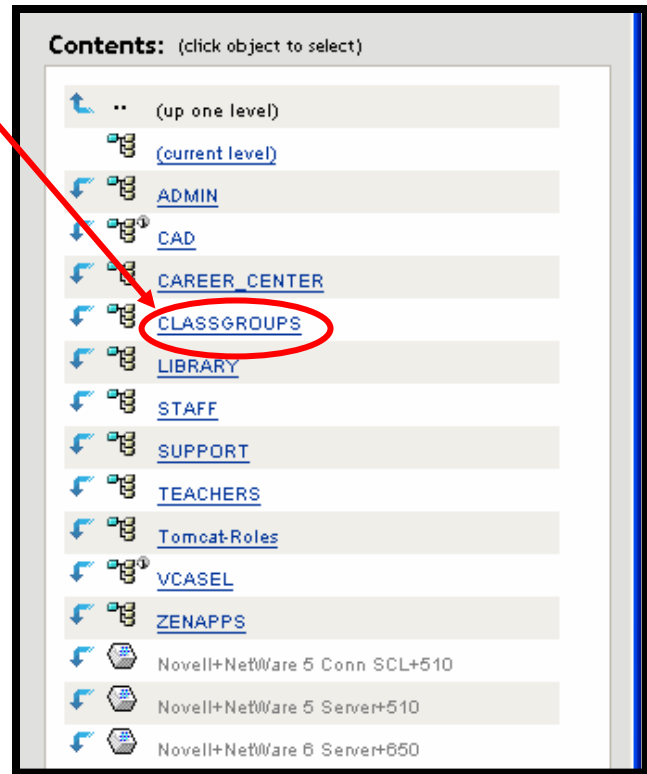 Contents: (click object to select)
.. (up one level)
(current level)
ADMIN
CAD
CAREER_CENTER
CLASSGROUPS
LIBRARY
STAFF
SUPPORT
TEACHERS
Tomcat-Roles
VCASEL
ZENAPPS
Novell+NetWare 5 Conn SCL+510
Novell+NetWare 5 Server+510
Novell+NetWare 6 Server+650